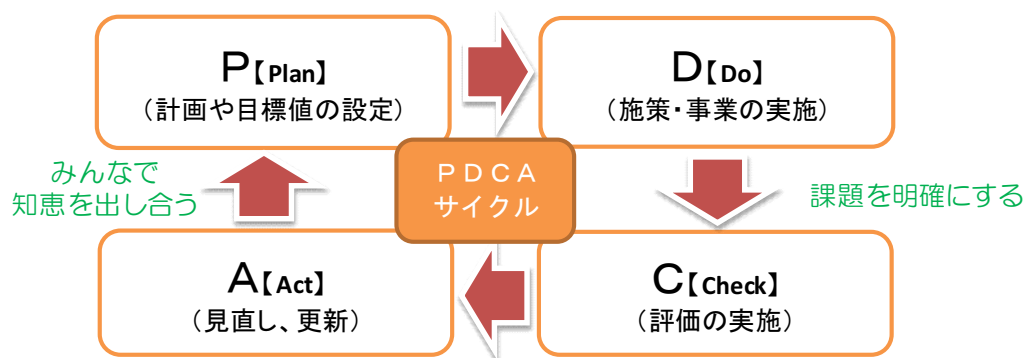 P【Plan】
（計画や目標値の設定）
D【Do】
（施策・事業の実施）
みんなで
知恵を出し合う
PDCA
サイクル
課題を明確にする
A【Act】
（見直し、更新）
C【Check】
（評価の実施）